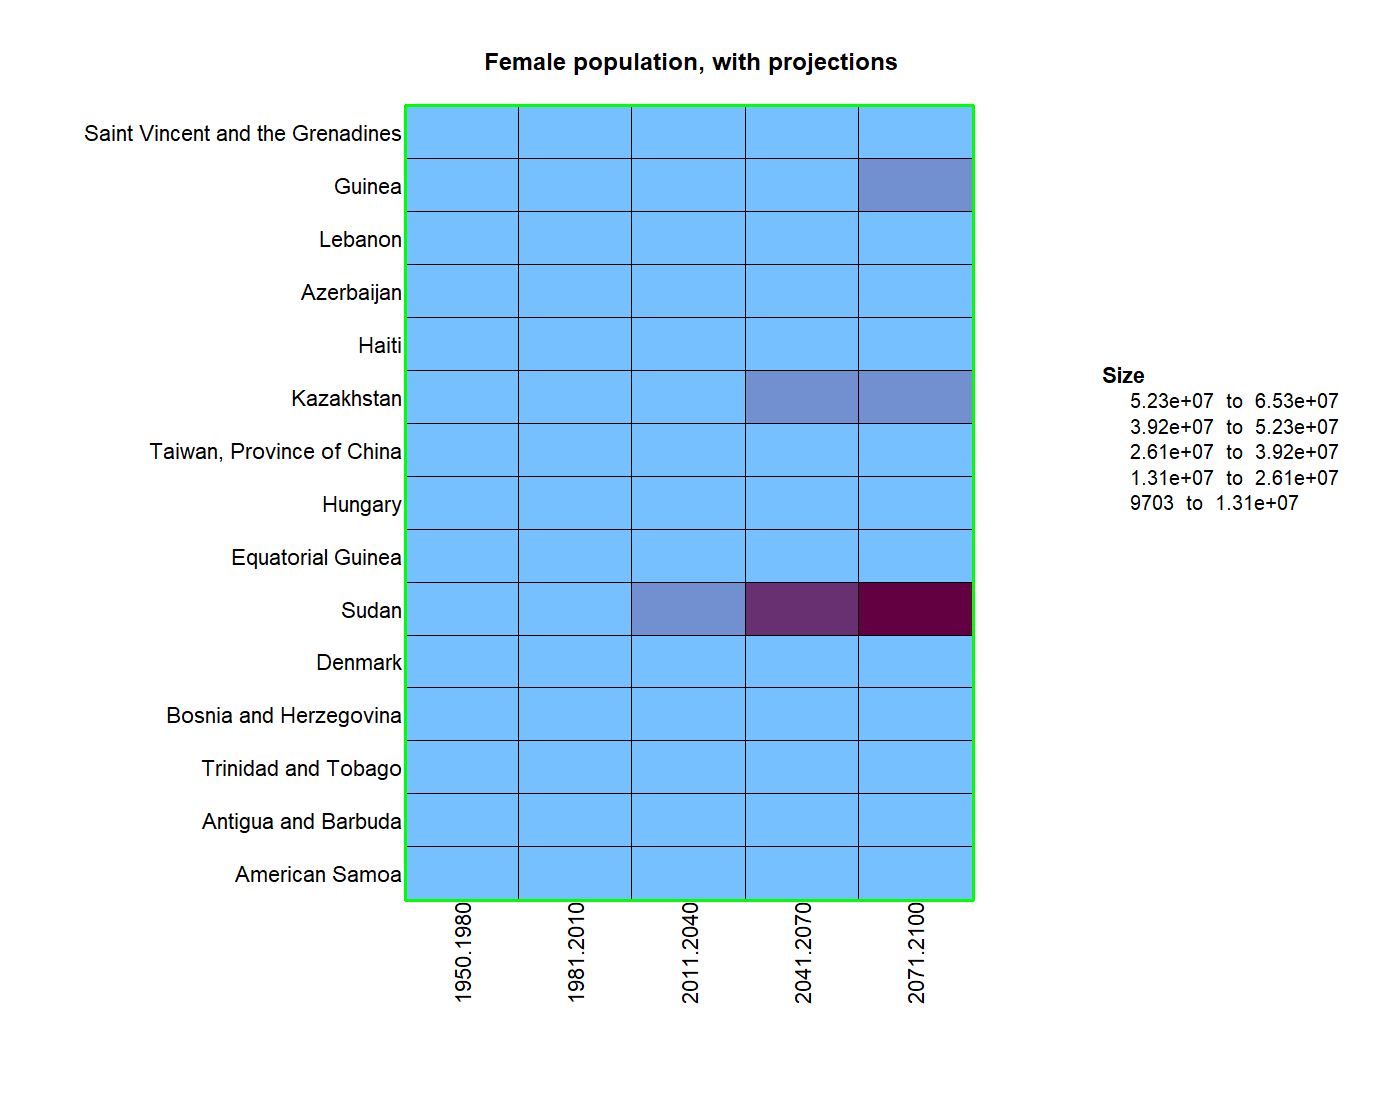 Female population, with projections
Saint Vincent and the Grenadines
Guinea
Lebanon
Azerbaijan
Haiti
Kazakhstan
Taiwan, Province of China
Hungary
Equatorial Guinea
Sudan
Denmark
Bosnia and Herzegovina
Trinidad and Tobago
Antigua and Barbuda
American Samoa
1950.1980
1981.2010
2011.2040
2041.2070
2071.2100
Size
5.23e+07 to 6.53e+07
3.92e+07 to 5.23e+07
2.61e+07 to 3.92e+07
1.31e+07 to 2.61e+07
9703 to 1.31e+07